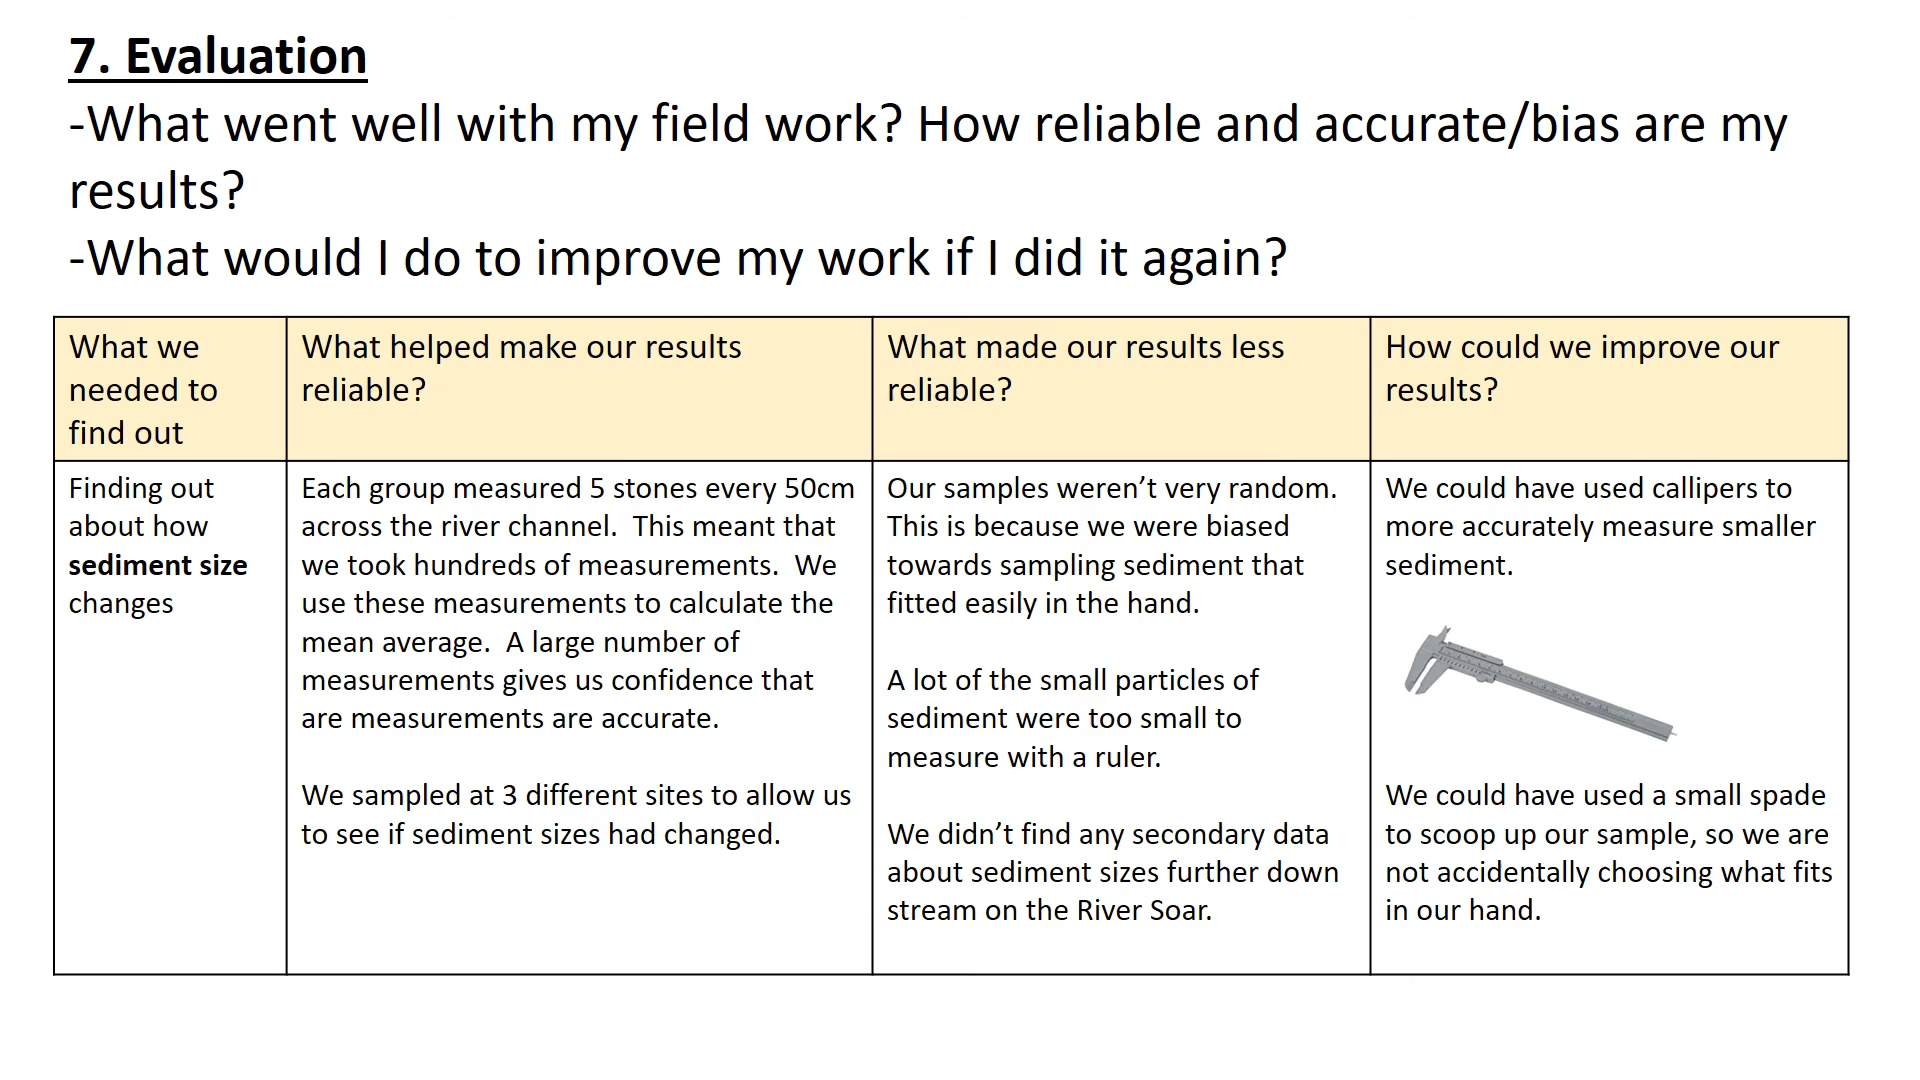 7. Evaluation
-What went well with my field work? How reliable and accurate/bias are my
results?
-What would I do to improve my work if I did it again?
What we
needed to
find out
What helped make our results
reliable?
What made our results less
reliable?
How could we improve our
results?
Finding out
about how
sediment size
changes
Each group measured 5 stones every 50cm
across the river channel.  This meant that
we took hundreds of measurements.  We
use these measurements to calculate the
mean average.  A large number of
measurements gives us confidence that
are measurements are accurate.
We sampled at 3 different sites to allow us
to see if sediment sizes had changed.
Our samples weren’t very random.
This is because we were biased
towards sampling sediment that
fitted easily in the hand.
A lot of the small particles of
sediment were too small to
measure with a ruler.
We didn’t find any secondary data
about sediment sizes further down
stream on the River Soar.
We could have used callipers to
more accurately measure smaller
sediment.
We could have used a small spade
to scoop up our sample, so we are
not accidentally choosing what fits
in our hand.